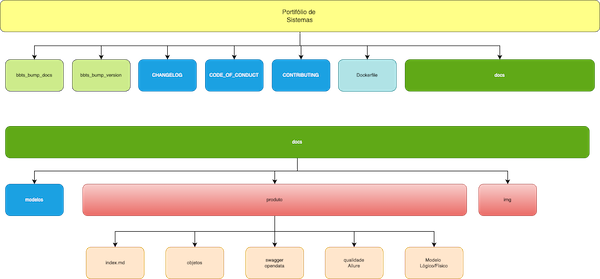 Portifólio de
Sistemas
bbts_bump_docs
bbts_bump_version
CHANGELOG
CODE_OF_CONDUCT
CONTRIBUTING
Dockerfile
docs
docs
modelos
produto
img
index.md
objetos
swagger
opendata
qualidade
Allure
Modelo
Lógico/Físico